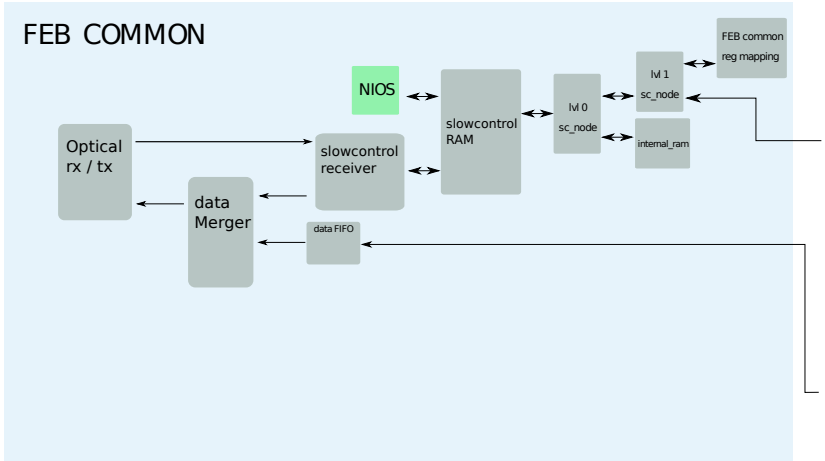 FEB COMMON
FEB common
reg mapping
lvl 1
sc_node
NIOS
slowcontrol
RAM
lvl 0
sc_node
internal_ram
Optical
rx / tx
slowcontrol
receiver
data
Merger
data FIFO